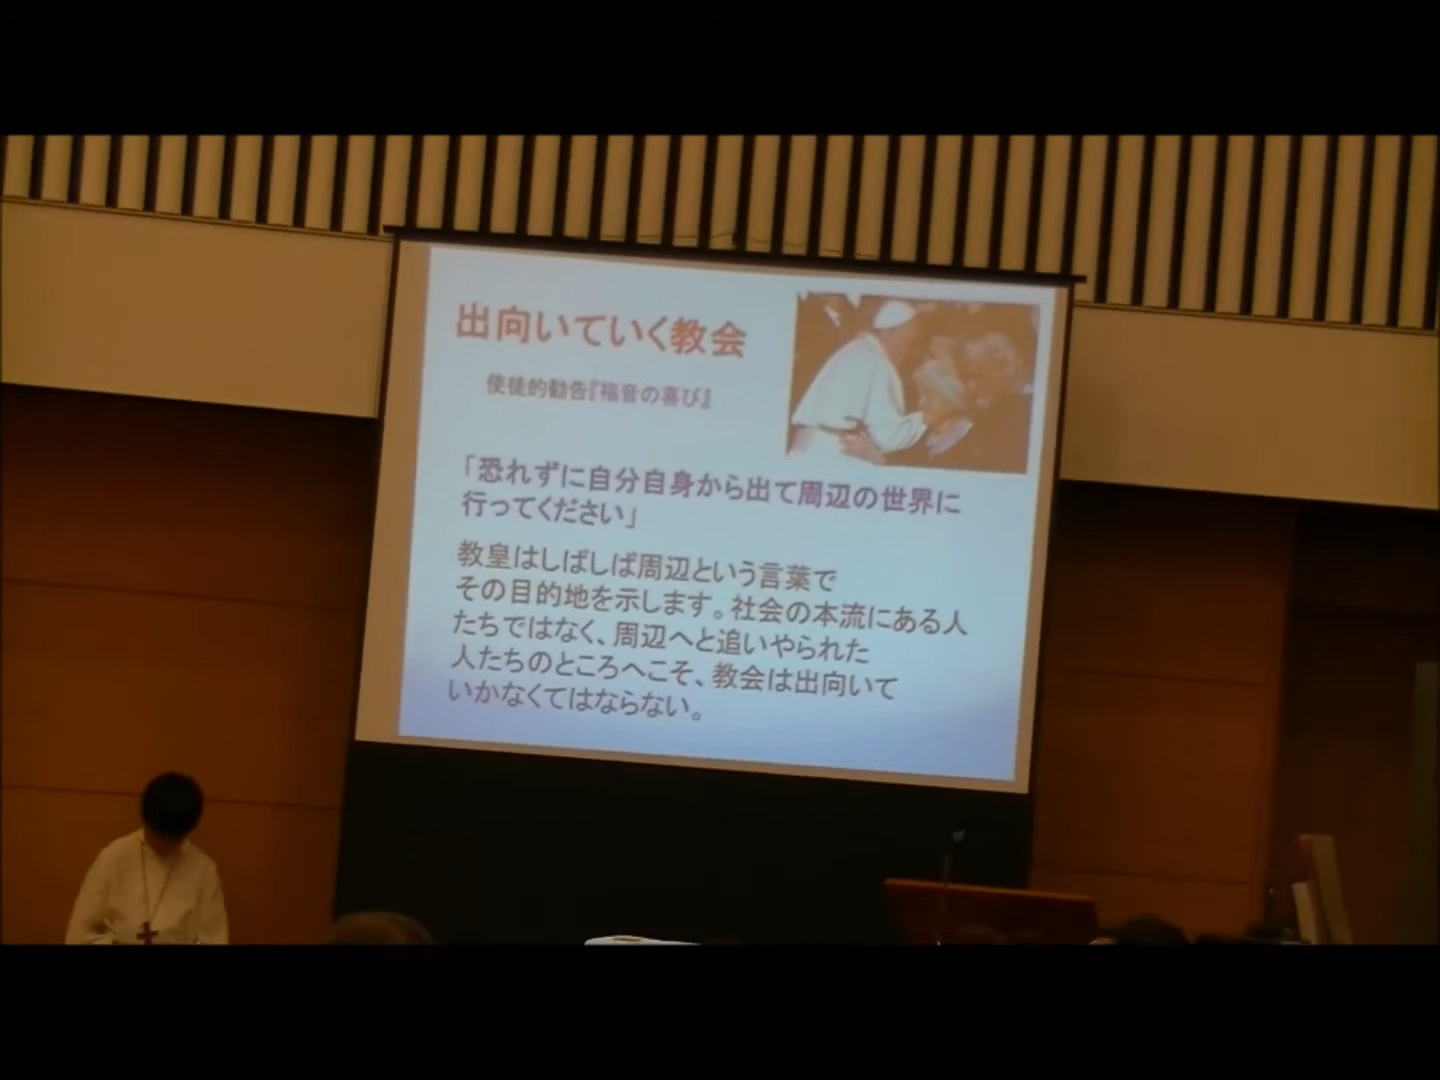 出向いていく教会
使徒的勧告『福音の喜び』
「恐れずに自分自身から出て周辺の世界に
行ってください」
教皇はしばしば周辺という言葉で
その目的地を示します。社会の本流にある人
たちではなく、周辺へと追いやられた
人たちのところへこそ、教会は出向いて
いかなくてはならない。